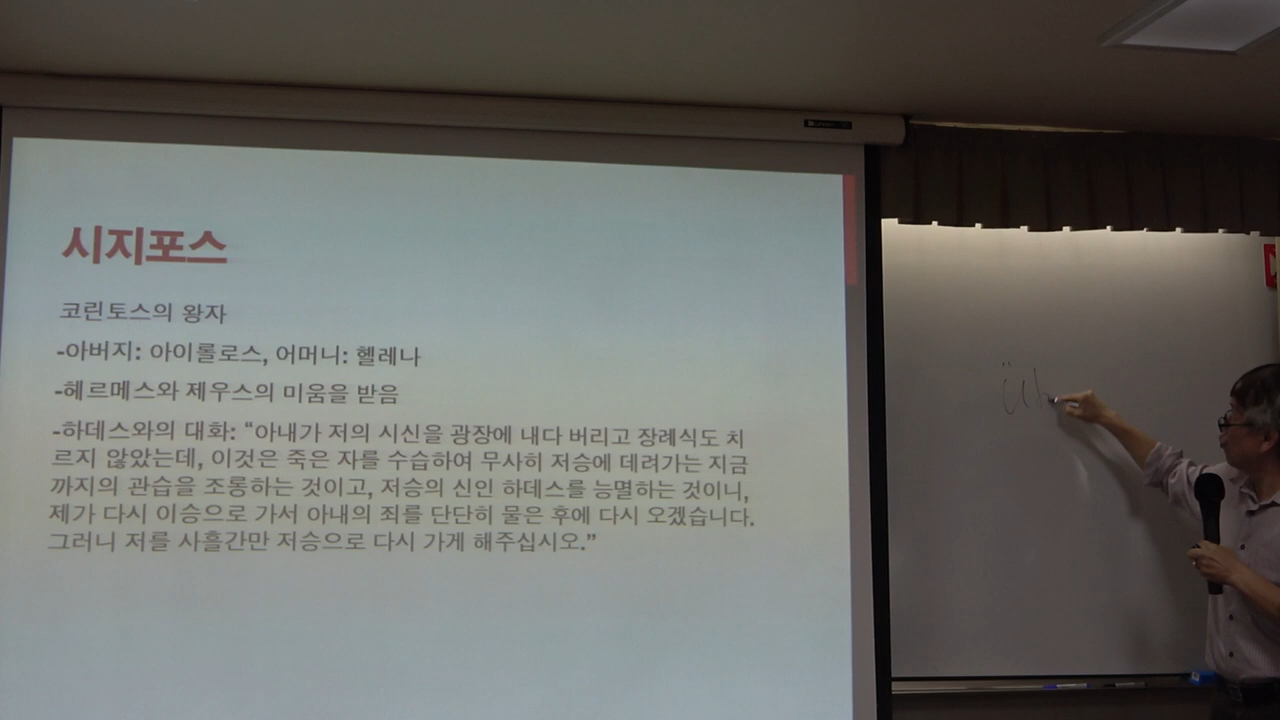 시지포스
코린토스의 왕자
-아버지: 아이롤로스, 어머니: 헬레나
-헤르메스와 제우스의 미움을 받음
-하데스와의 대화: “아내가 저의 시신을 광장에 내다 버리고 장례식도 치
르지 않았는데, 이것은 죽은 자를 수습하여 무사히 저승에 데려가는 지금
까지의 관습을 조롱하는 것이고, 저승의 신인 하데스를 능멸하는 것이니,
제가 다시 이승으로 가서 아내의 죄를 단단히 물은 후에 다시 오겠습니다.
그러니 저를 사흘간만 저승으로 다시 가게 해주십시오.”
üb